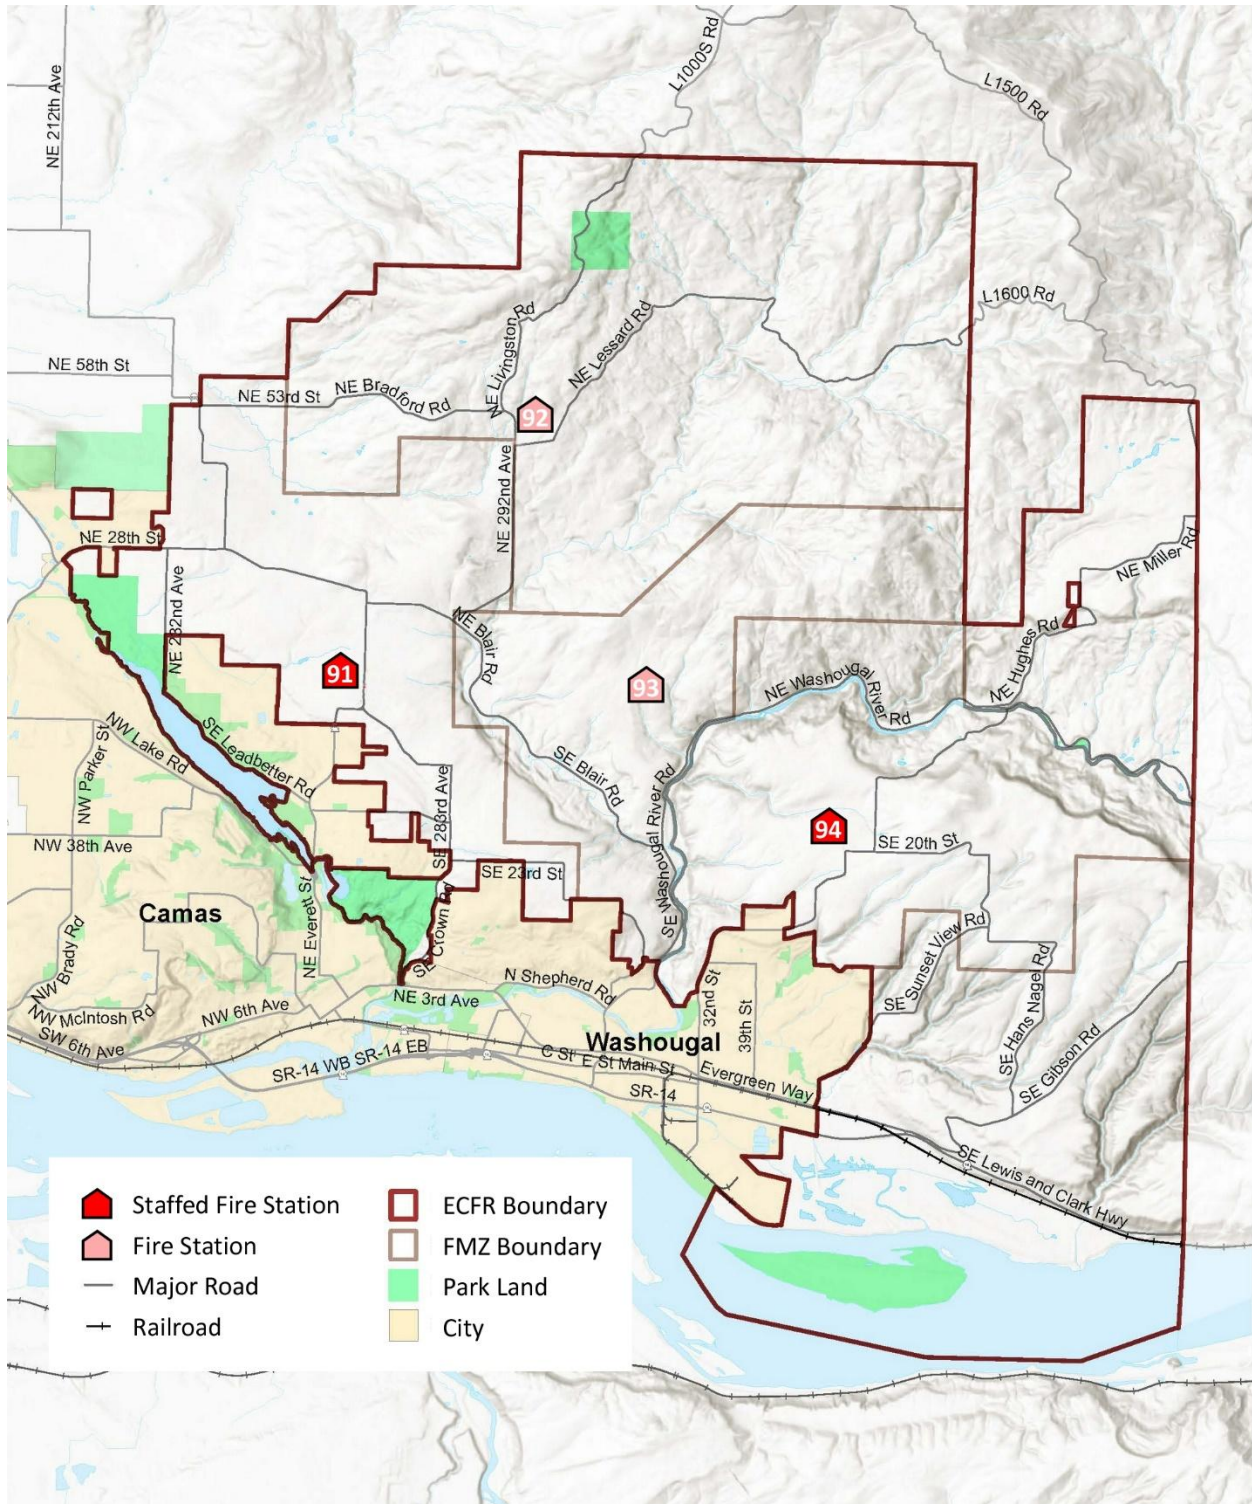 L1000S Rd
NE 212th Ave
L1500 Rd
L1600 Rd
NE Livingston Rd
NE Lessard Rd
NE 58th St
NE 53rd St
NE Bradford Rd
92
NE 292nd Ave
NE 28th St
NE Miller Rd
NE 232nd Ave
NE Blair Rd
NE Hughes Rd
91
93
NE Washougal River Rd
NW Parker St
NW Lake Rd
SE Leadbetter Rd
SE Blair Rd
SE Washougal River Rd
SE 283rd Ave
94
NW 38th Ave
SE 20th St
SE 23rd St
Camas
NE Everett St
SE Crown Rd
NW Brady Rd
SE Sunset View Rd
N Shepherd Rd
32nd St
39th St
SE Hans Nagel Rd
NE 3rd Ave
NW McIntosh Rd
NW 6th Ave
SW 6th Ave
Washougal
SE Gibson Rd
SR-14 WB SR-14 EB
C St E St Main St
Evergreen Way
SR-14
SE Lewis and Clark Hwy
Staffed Fire Station
Fire Station
Major Road
Railroad
ECFR Boundary
FMZ Boundary
Park Land
City